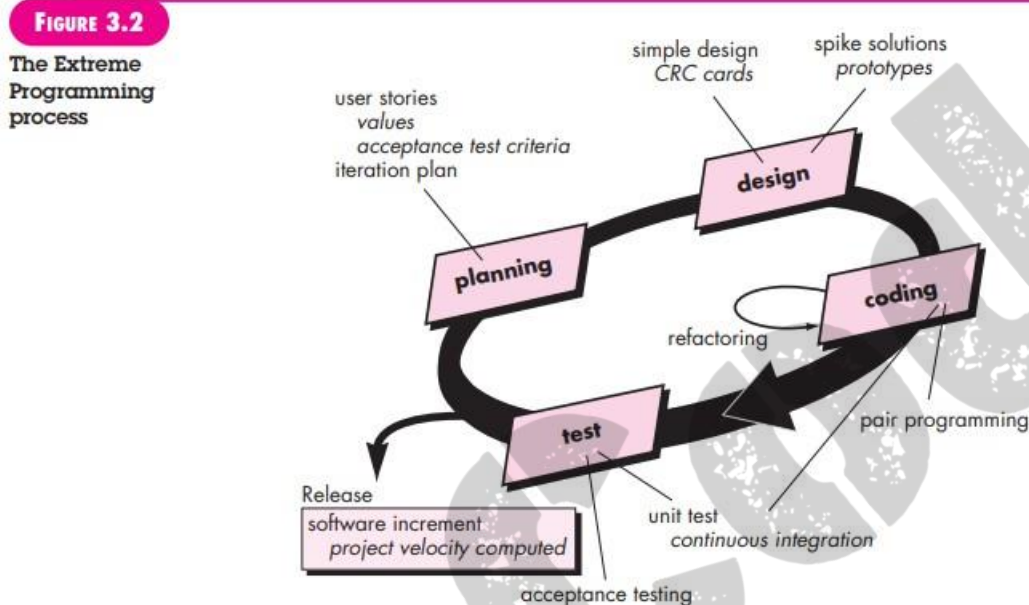 FIGURE 3.2
The Extreme
Programming
process
simple design
CRC cards
spike solutions
prototypes
user stories
values
acceptance test criteria
iteration plan
design
planning
coding
refactoring
test
pair programming
Release
software increment
project velocity computed
unit test
continuous integration
acceptance testing